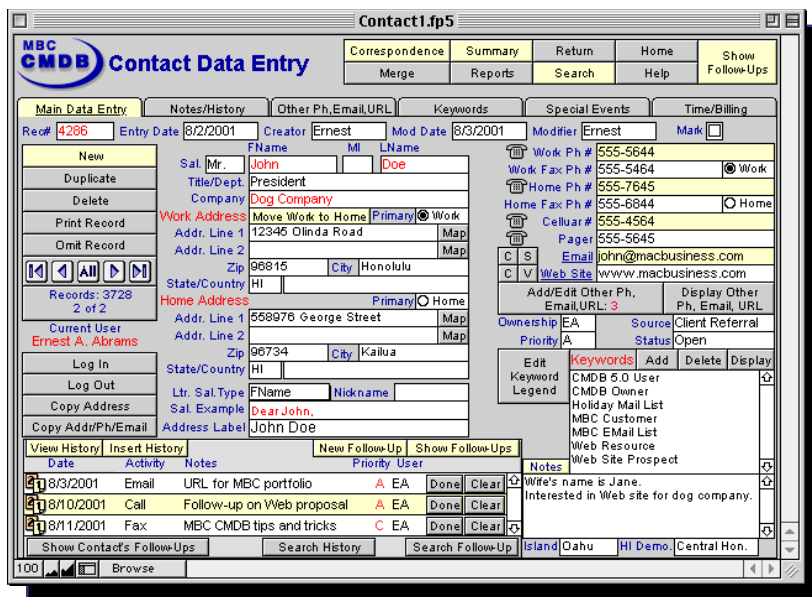 Contact1.fp5
MBC
CMDB Contact Data Entry
Correspondence Summary Return Home Show Follow-Ups
Merge Reports Search Help
Main Data Entry Notes/History Other Ph,Email,URL Keywords Special Events Time/Billing
Rec# 4286 Entry Date 8/2/2001 Creator Ernest Mod Date 8/3/2001 Modifier Ernest Mark
New
Duplicate
Delete
Print Record
Omit Record
All
Records: 3728
2 of 2
Current User
Ernest A. Abrams
Log In
Log Out
Copy Address
Copy Addr/Ph/Email
FName MI LName
Sal. Mr. John Doe
Title/Dept. President
Company Dog Company
Work Address Move Work to Home Primary Work
Addr. Line 1 12345 Olinda Road Map
Addr. Line 2 Map
Zip 96815 City Honolulu
State/Country HI
Home Address Primary Home
Addr. Line 1 558976 George Street Map
Addr. Line 2 Map
Zip 96734 City Kailua
State/Country HI
Ltr. Sal.Type FName Nickname
Sal. Example Dear John,
Address Label John Doe
Work Ph # 555-5644
Work Fax Ph # 555-5464 Work
Home Ph # 555-7645
Home Fax Ph # 555-6844 Home
Celluar # 555-4564
Pager 555-5645
C S Email john@macbusiness.com
C V Web Site www.macbusiness.com
Add/Edit Other Ph, Display Other
Email,URL: 3 Ph, Email, URL
Ownership EA Source Client Referral
Priority A Status Open
Edit Keyword Legend
Keywords Add Delete Display
CMDB 5.0 User
CMDB Owner
Holiday Mail List
MBC Customer
MBC EMail List
Web Resource
Web Site Prospect
View History Insert History New Follow-Up Show Follow-Ups
Date Activity Notes Priority User
8/3/2001 Email URL for MBC portfolio A EA Done Clear
8/10/2001 Call Follow-up on Web proposal A EA Done Clear
8/11/2001 Fax MBC CMDB tips and tricks C EA Done Clear
Show Contact's Follow-Ups Search History Search Follow-Up
Notes
Wife's name is Jane.
Interested in Web site for dog company.
Island Oahu HI Demo. Central Hon.
100 Browse